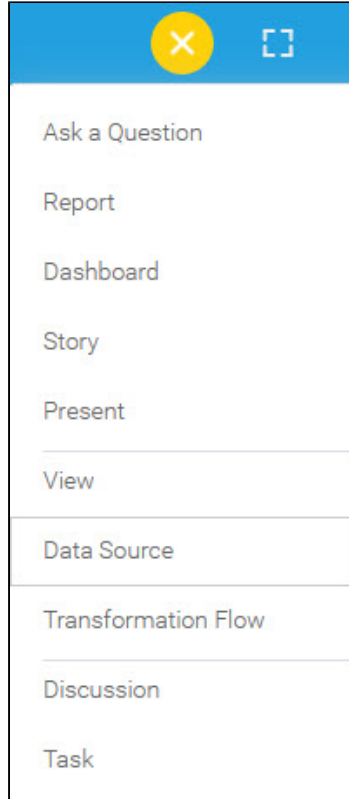 Ask a Question
Report
Dashboard
Story
Present
View
Data Source
Transformation Flow
Discussion
Task